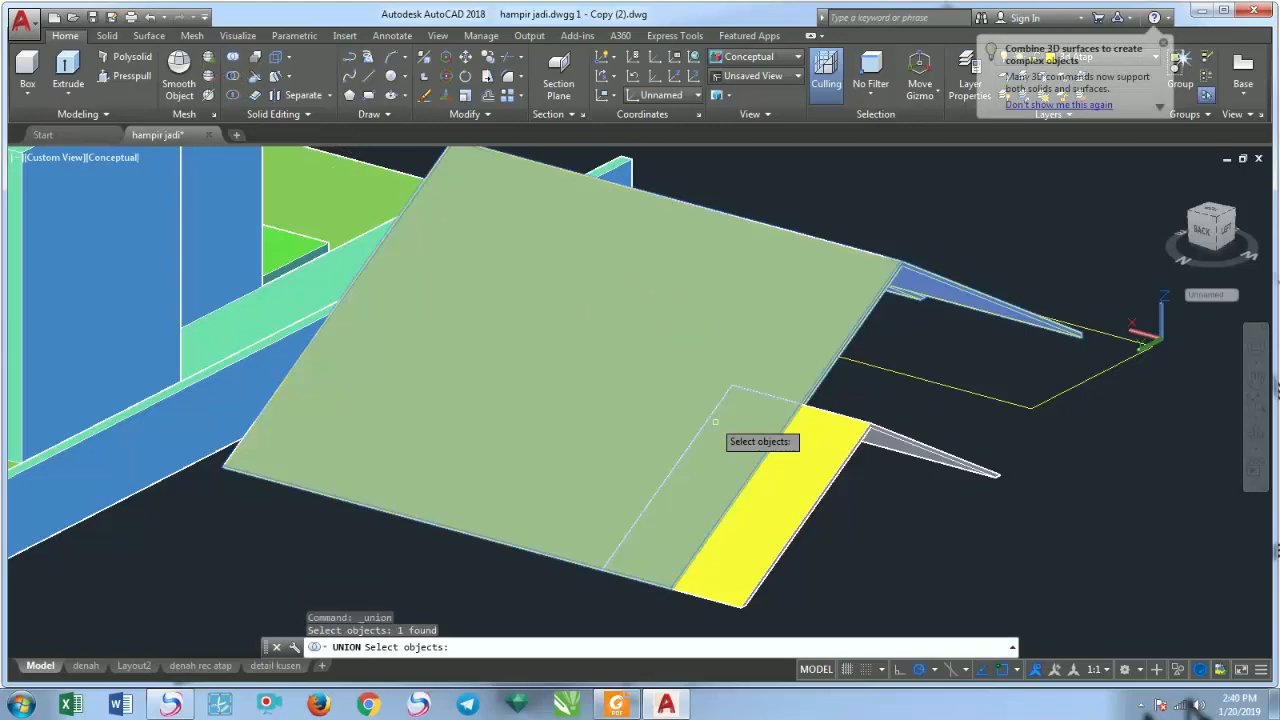 Autodesk AutoCAD 2018 hampir jadi.dwgg 1 - Copy (2).dwg
Type a keyword or phrase
Sign In
Home Solid Surface Mesh Visualize Parametric Insert Annotate View Manage Output Add-ins A360 Express Tools Featured Apps
Box
Extrude
Polysolid
Presspull
Smooth
Object
Separate
Section
Plane
Unnamed
Conceptual
Unsaved View
Culling
No Filter
Move
Gizmo
Layer
Properties
Group
Base
Combine 3D surfaces to create
complex objects
Many 3D commands now support
both solids and surfaces.
Don't show me this again
Modeling Mesh Solid Editing Draw Modify Section Coordinates View Selection Layers Groups View
Start hampir jadi*
[-][Custom View][Conceptual]
BACK LEFT
N
Unnamed
Z
X
Select objects:
Command: _union
Select objects: 1 found
UNION Select objects:
Model denah Layout2 denah rec atap detail kusen
MODEL 1:1
2:40 PM
1/20/2019